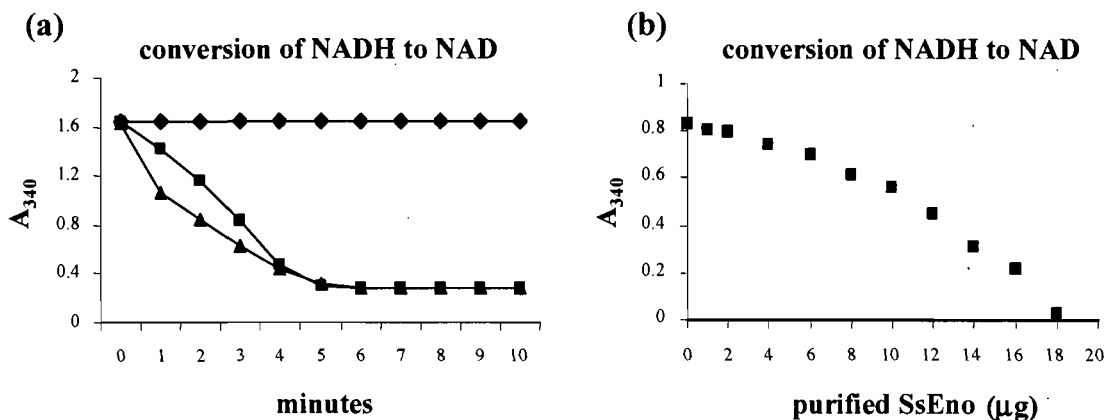 (a)
conversion of NADH to NAD
2
1.6
1.2
0.8
0.4
0
A340
0 1 2 3 4 5 6 7 8 9 10
minutes
(b)
conversion of NADH to NAD
1
0.8
0.6
0.4
0.2
0
A340
0 2 4 6 8 10 12 14 16 18 20
purified SsEno (µg)